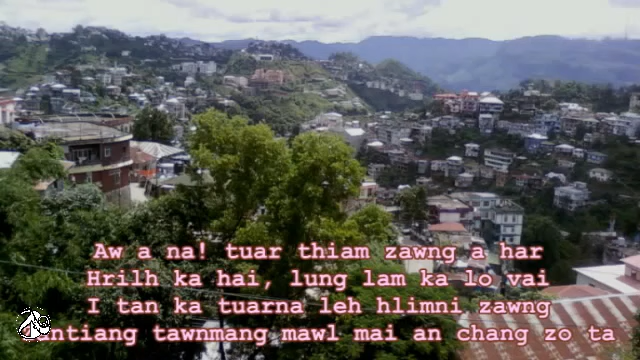 Aw a na! tuar thiam zawng a har
Hrilh ka hai, lung lam ka lo vai
I tan ka tuarna leh hlimni zawng
tawnmang mawl mai an chang zo ta